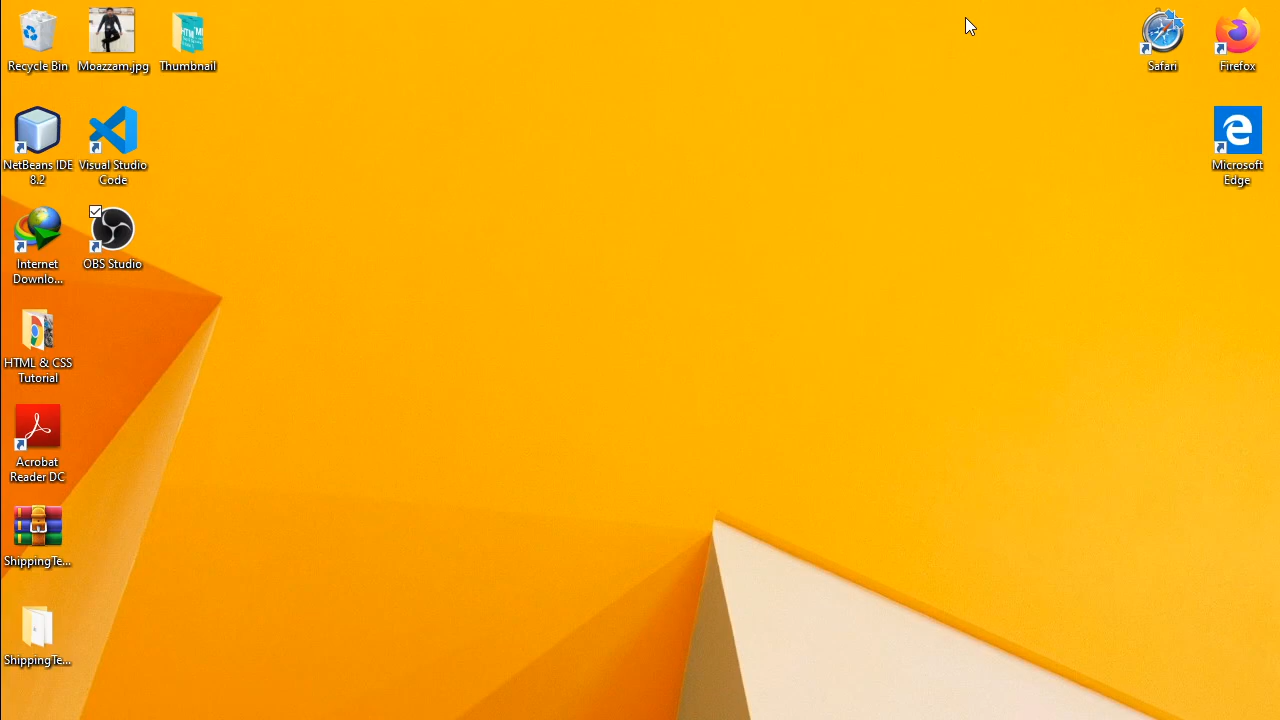 Recycle Bin
Moazzam.jpg
Thumbnail
Safari
Firefox
NetBeans IDE
8.2
Visual Studio
Code
Microsoft
Edge
Internet
Downlo...
OBS Studio
HTML & CSS
Tutorial
Acrobat
Reader DC
ShippingTe...
ShippingTe...